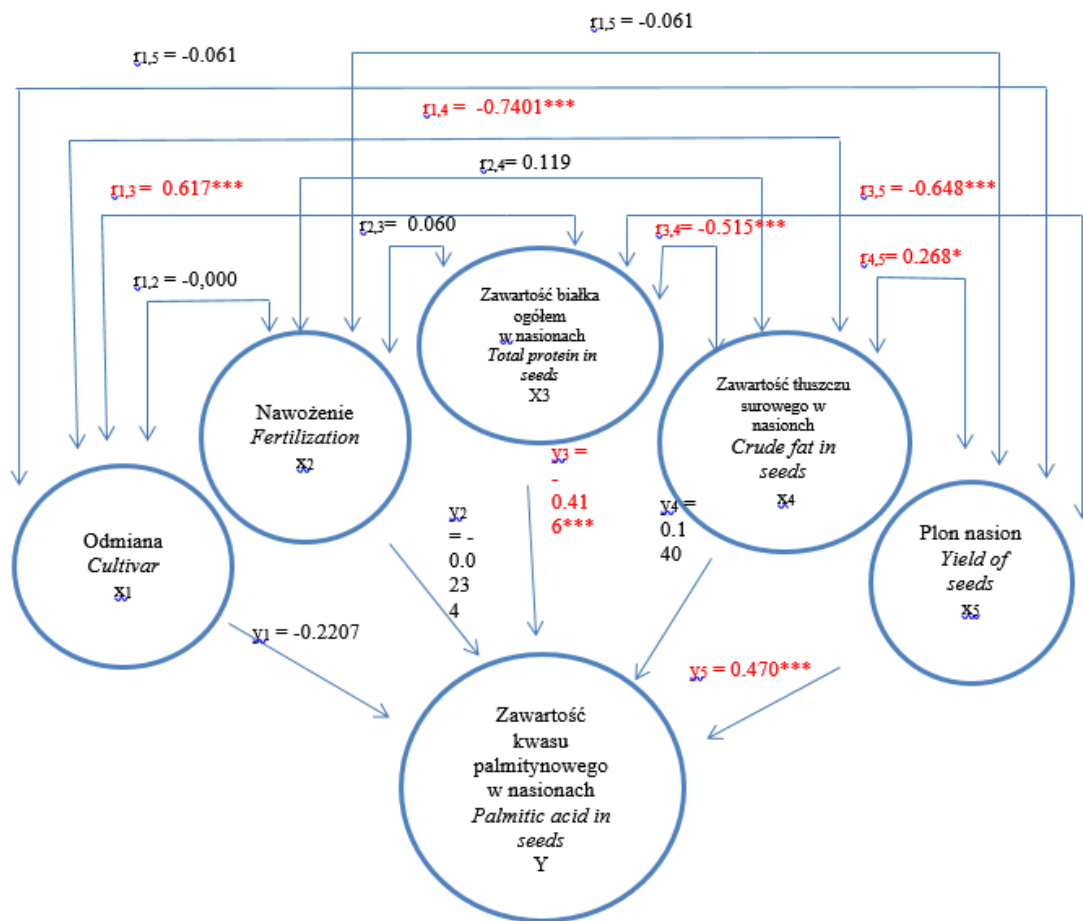 r1,5 = -0.061
r1,5 = -0.061
r1,4 = -0.7401***
r2,4= 0.119
r1,3 = 0.617***
r3,5= -0.648***
r2,3= 0.060
r3,4= -0.515***
r4,5= 0.268*
r1,2 = -0,000
Zawartość białka
ogółem
w nasionach
Total protein in
seeds
X3
Nawożenie
Fertilization
x2
Zawartość tłuszczu
surowego w
nasionch
Crude fat in
seeds
x4
Odmiana
Cultivar
x1
Plon nasion
Yield of
seeds
x5
y1 = -0.2207
y2
= -
0.0
23
4
y3 =
-
0.41
6***
y4 =
0.1
40
y5 = 0.470***
Zawartość
kwasu
palmitynowego
w nasionach
Palmitic acid in
seeds
Y